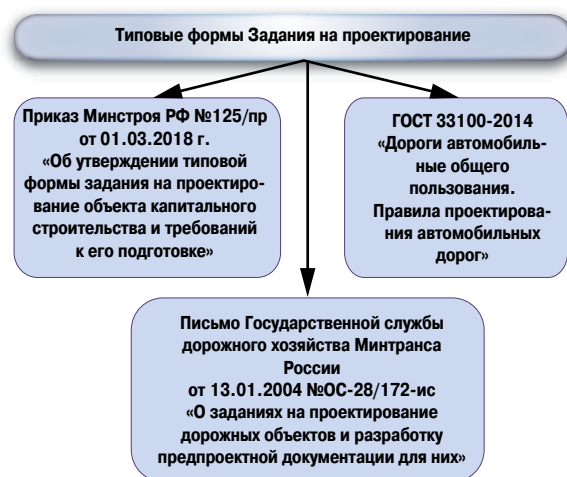 Типовые формы Задания на проектирование
Приказ Минстроя РФ №125/пр
от 01.03.2018 г.
«Об утверждении типовой
формы задания на проектиро-
вание объекта капитального
строительства и требований
к его подготовке»
ГОСТ 33100-2014
«Дороги автомобиль-
ные общего
пользования.
Правила проектирова-
ния автомобильных
дорог»
Письмо Государственной службы
дорожного хозяйства Минтранса
России
от 13.01.2004 №ОС-28/172-ис
«О заданиях на проектирование
дорожных объектов и разработку
предпроектной документации для них»